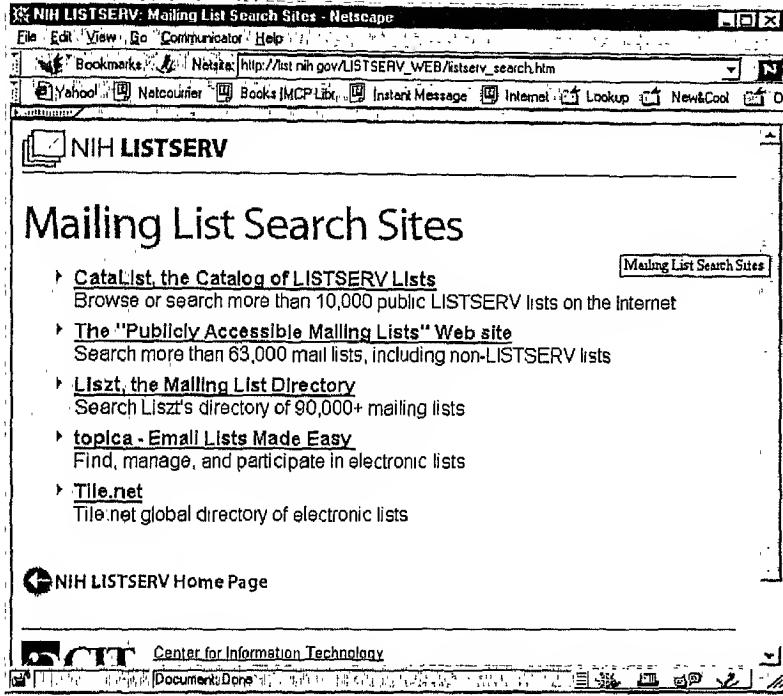 NIH LISTSERV: Mailing List Search Sites - Netscape
File Edit View Go Communicator Help
Bookmarks Netsite: http://list.nih.gov/LISTSERV_WEB/listserv_search.htm
Yahoo! Netcourrier Books [MCP Libr. Instant Message Internet Lookup New&Cool
NIH LISTSERV
Mailing List Search Sites
Mailing List Search Sites
CataList, the Catalog of LISTSERV Lists
Browse or search more than 10,000 public LISTSERV lists on the Internet
The "Publicly Accessible Mailing Lists" Web site
Search more than 63,000 mail lists, including non-LISTSERV lists
Liszt, the Mailing List Directory
Search Liszt's directory of 90,000+ mailing lists
topica - Email Lists Made Easy
Find, manage, and participate in electronic lists
Tile.net
Tile.net global directory of electronic lists
NIH LISTSERV Home Page
CIT Center for Information Technology
Document: Done